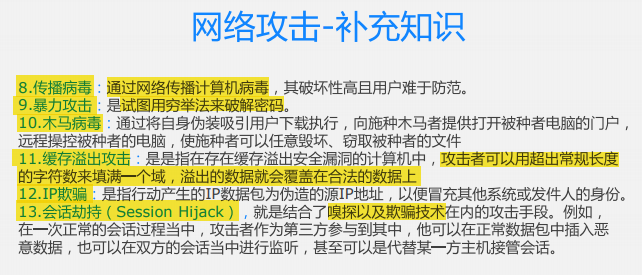 网络攻击-补充知识
8.传播病毒：通过网络传播计算机病毒，其破坏性高且用户难于防范。
9.暴力攻击：是试图用穷举法来破解密码。
10.木马病毒：通过将自身伪装吸引用户下载执行，向施种木马者提供打开被种者电脑的门户，
远程操控被种者的电脑，使施种者可以任意毁坏、窃取被种者的文件
11.缓存溢出攻击：是是指在存在缓存溢出安全漏洞的计算机中，攻击者可以用超出常规长度
的字符数来填满一个域，溢出的数据就会覆盖在合法的数据上
12.IP欺骗：是指行动产生的IP数据包为伪造的源IP地址，以便冒充其他系统或发件人的身份。
13.会话劫持（Session Hijack），就是结合了嗅探以及欺骗技术在内的攻击手段。例如，
在一次正常的会话过程当中，攻击者作为第三方参与到其中，他可以在正常数据包中插入恶
意数据，也可以在双方的会话当中进行监听，甚至可以是代替某一方主机接管会话。